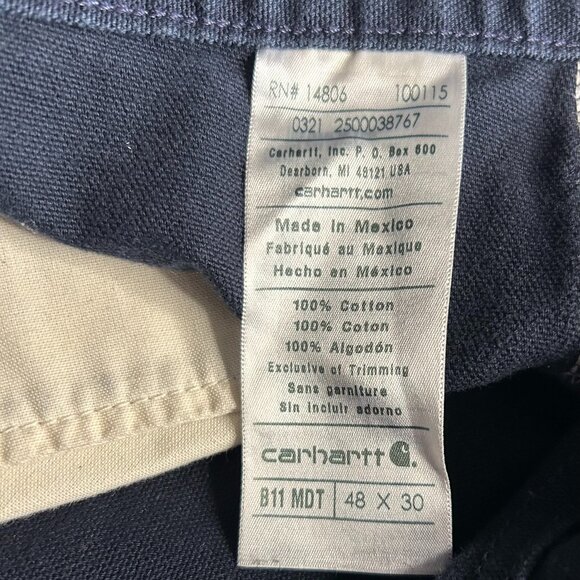 RN# 14806 100115
0321 2500038767
Carhartt, Inc. P. O. Box 600
Dearborn, MI 48121 USA
carhartt.com
Made in Mexico
Fabriqué au Mexique
Hecho en México
100% Cotton
100% Coton
100% Algodón
Exclusive of Trimming
Sans garniture
Sin incluir adorno
carhartt
B11 MDT 48 X 30